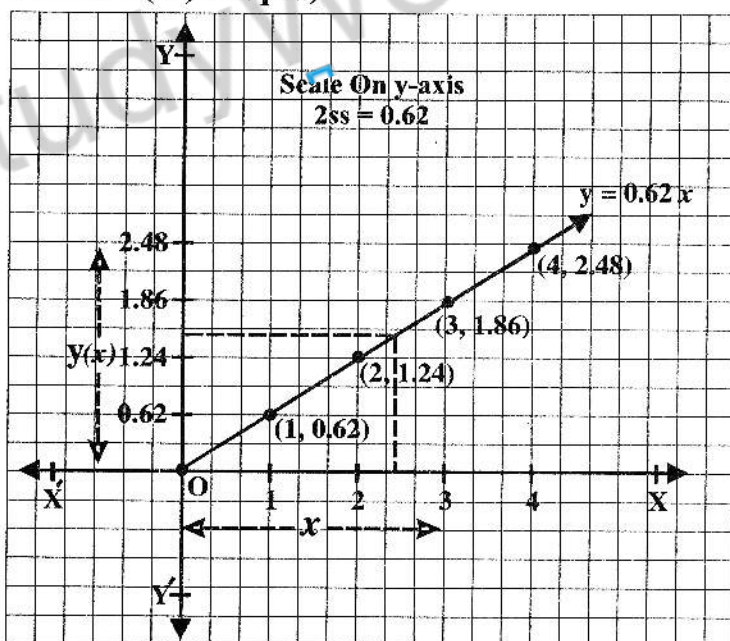 Y
Scale On y-axis
2ss = 0.62
y = 0.62 x
2.48
(4, 2.48)
1.86
(3, 1.86)
y(x)
1.24
(2, 1.24)
0.62
(1, 0.62)
X′
O
1
2
3
4
X
x
Y′